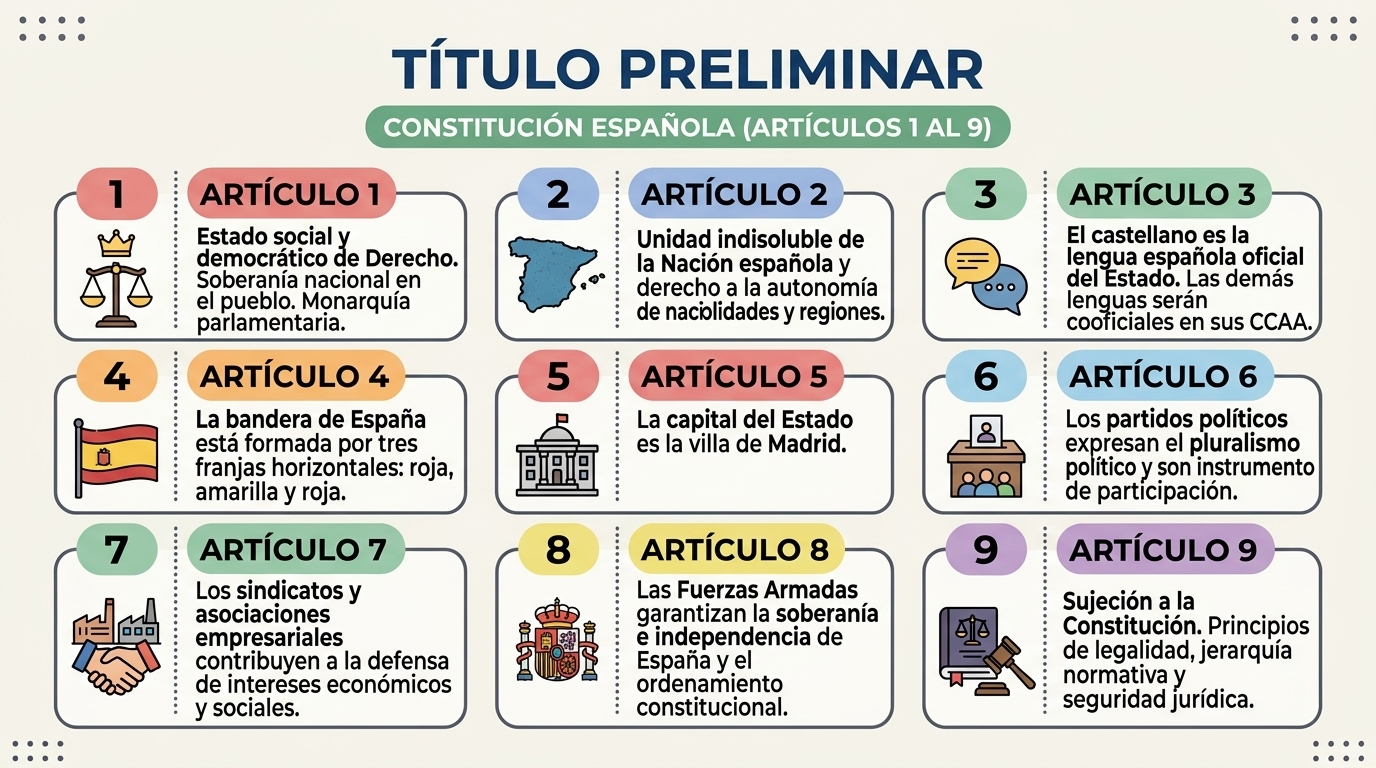 TÍTULO PRELIMINAR
CONSTITUCIÓN ESPAÑOLA (ARTÍCULOS 1 AL 9)
1
ARTÍCULO 1
Estado social y
democrático de Derecho.
Soberanía nacional en
el pueblo. Monarquía
parlamentaria.
2
ARTÍCULO 2
Unidad indisoluble de
la Nación española y
derecho a la autonomía
de naciolidades y regiones.
3
ARTÍCULO 3
El castellano es la
lengua española oficial
del Estado. Las demás
lenguas serán
cooficiales en sus CCAA.
4
ARTÍCULO 4
La bandera de España
está formada por tres
franjas horizontales: roja,
amarilla y roja.
5
ARTÍCULO 5
La capital del Estado
es la villa de Madrid.
6
ARTÍCULO 6
Los partidos políticos
expresan el pluralismo
político y son instrumento
de participación.
7
ARTÍCULO 7
Los sindicatos y
asociaciones
empresariales
contribuyen a la defensa
de intereses económicos
y sociales.
8
ARTÍCULO 8
Las Fuerzas Armadas
garantizan la soberanía
e independencia de
España y el
ordenamiento
constitucional.
9
ARTÍCULO 9
Sujeción a la
Constitución. Principios
de legalidad, jerarquía
normativa y
seguridad jurídica.